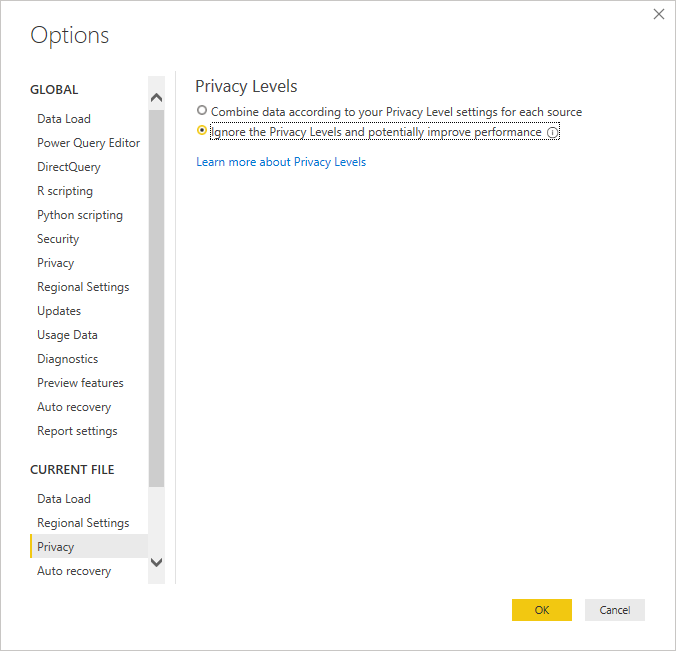 Options
GLOBAL
Data Load
Power Query Editor
DirectQuery
R scripting
Python scripting
Security
Privacy
Regional Settings
Updates
Usage Data
Diagnostics
Preview features
Auto recovery
Report settings
CURRENT FILE
Data Load
Regional Settings
Privacy
Auto recovery
Privacy Levels
Combine data according to your Privacy Level settings for each source
Ignore the Privacy Levels and potentially improve performance
Learn more about Privacy Levels
OK
Cancel